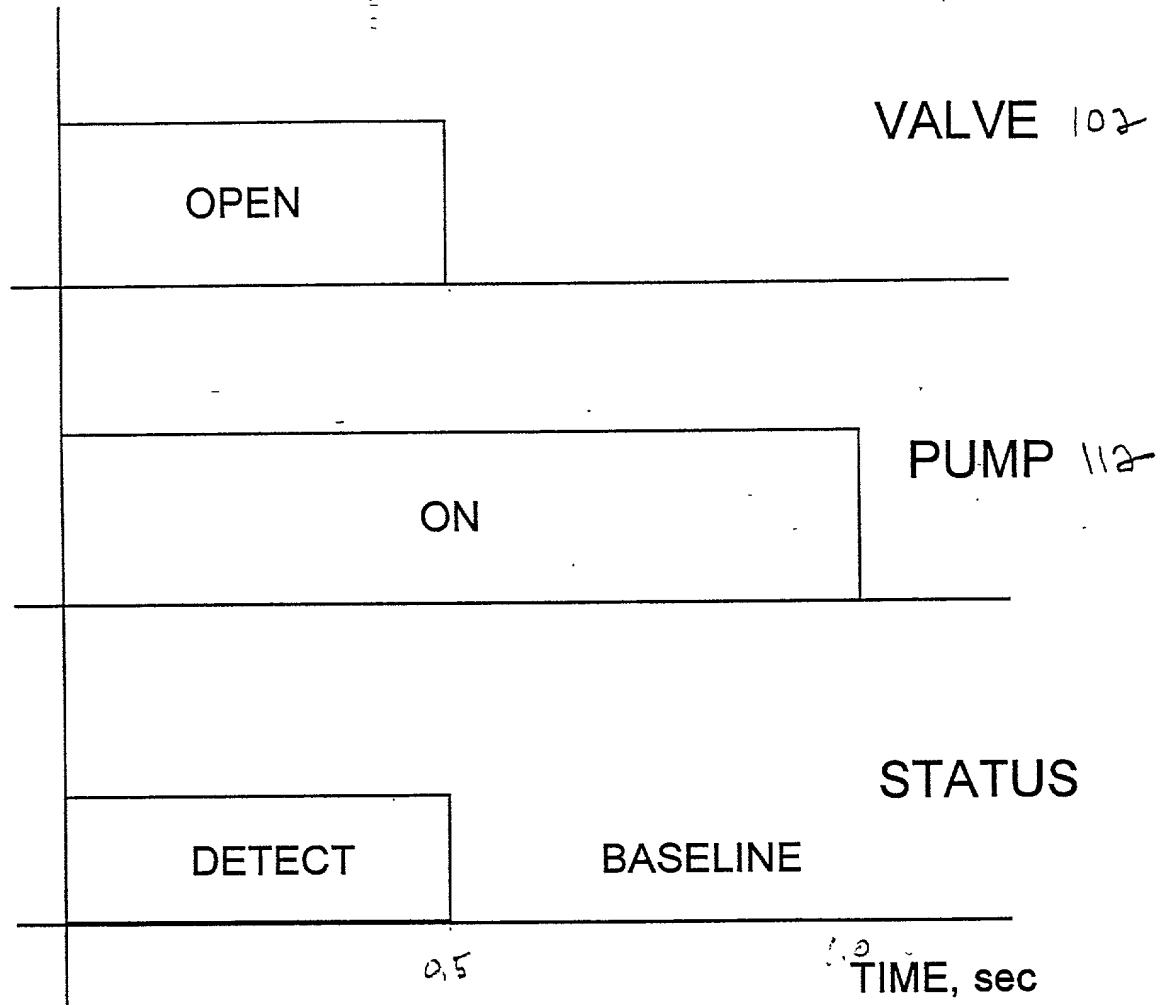 VALVE 102
OPEN
PUMP 112
ON
STATUS
DETECT
BASELINE
0.5
1.0
TIME, sec